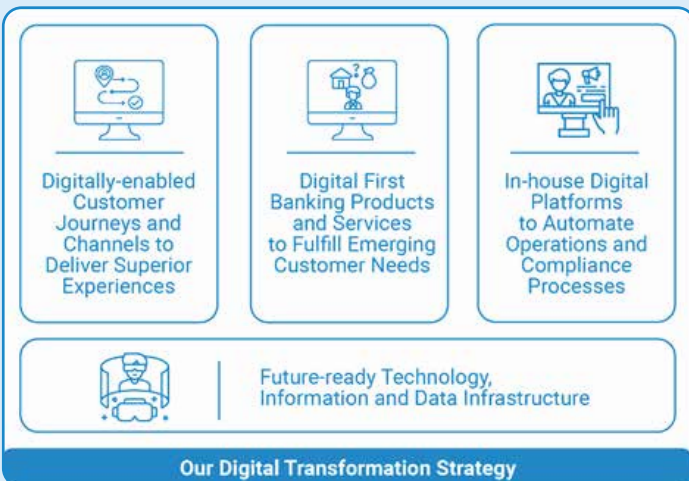 Digitally-enabled
Customer
Journeys and
Channels to
Deliver Superior
Experiences
Digital First
Banking Products
and Services
to Fulfill Emerging
Customer Needs
In-house Digital
Platforms
to Automate
Operations and
Compliance
Processes
Future-ready Technology,
Information and Data Infrastructure
Our Digital Transformation Strategy